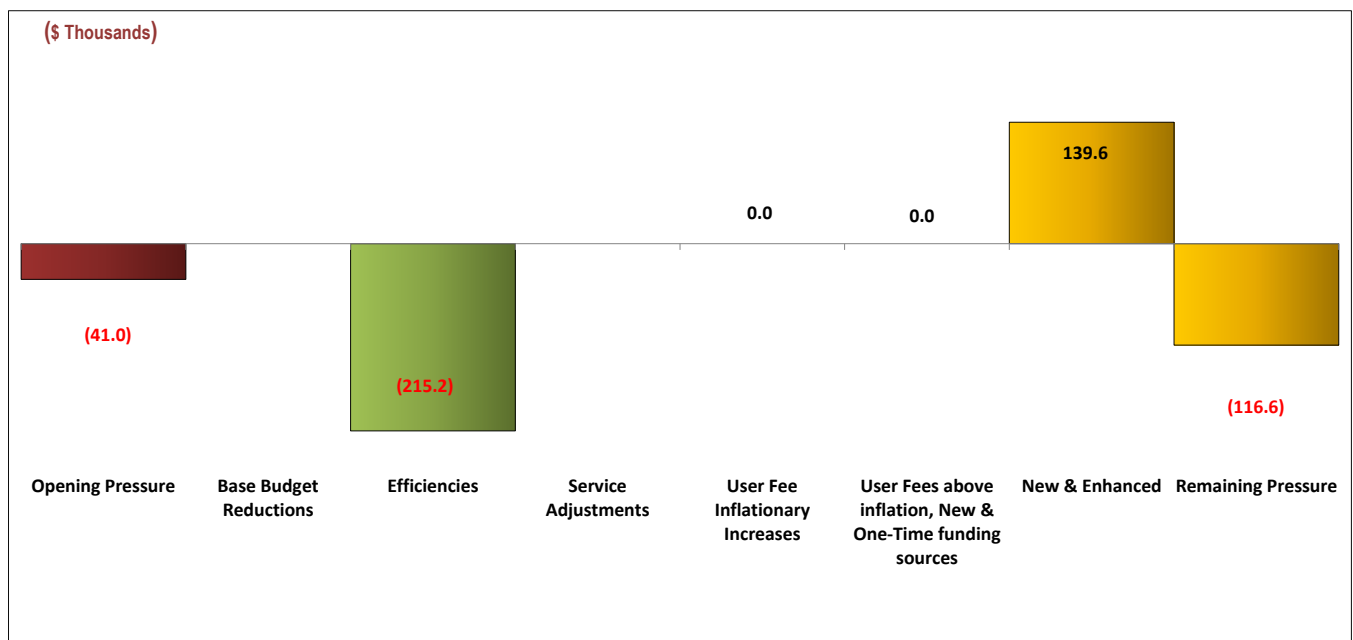 ($ Thousands)
139.6
0.0
0.0
(41.0)
(215.2)
(116.6)
Opening Pressure
Base Budget
Reductions
Efficiencies
Service
Adjustments
User Fee
Inflationary
Increases
User Fees above
inflation, New &
One-Time funding
sources
New & Enhanced
Remaining Pressure